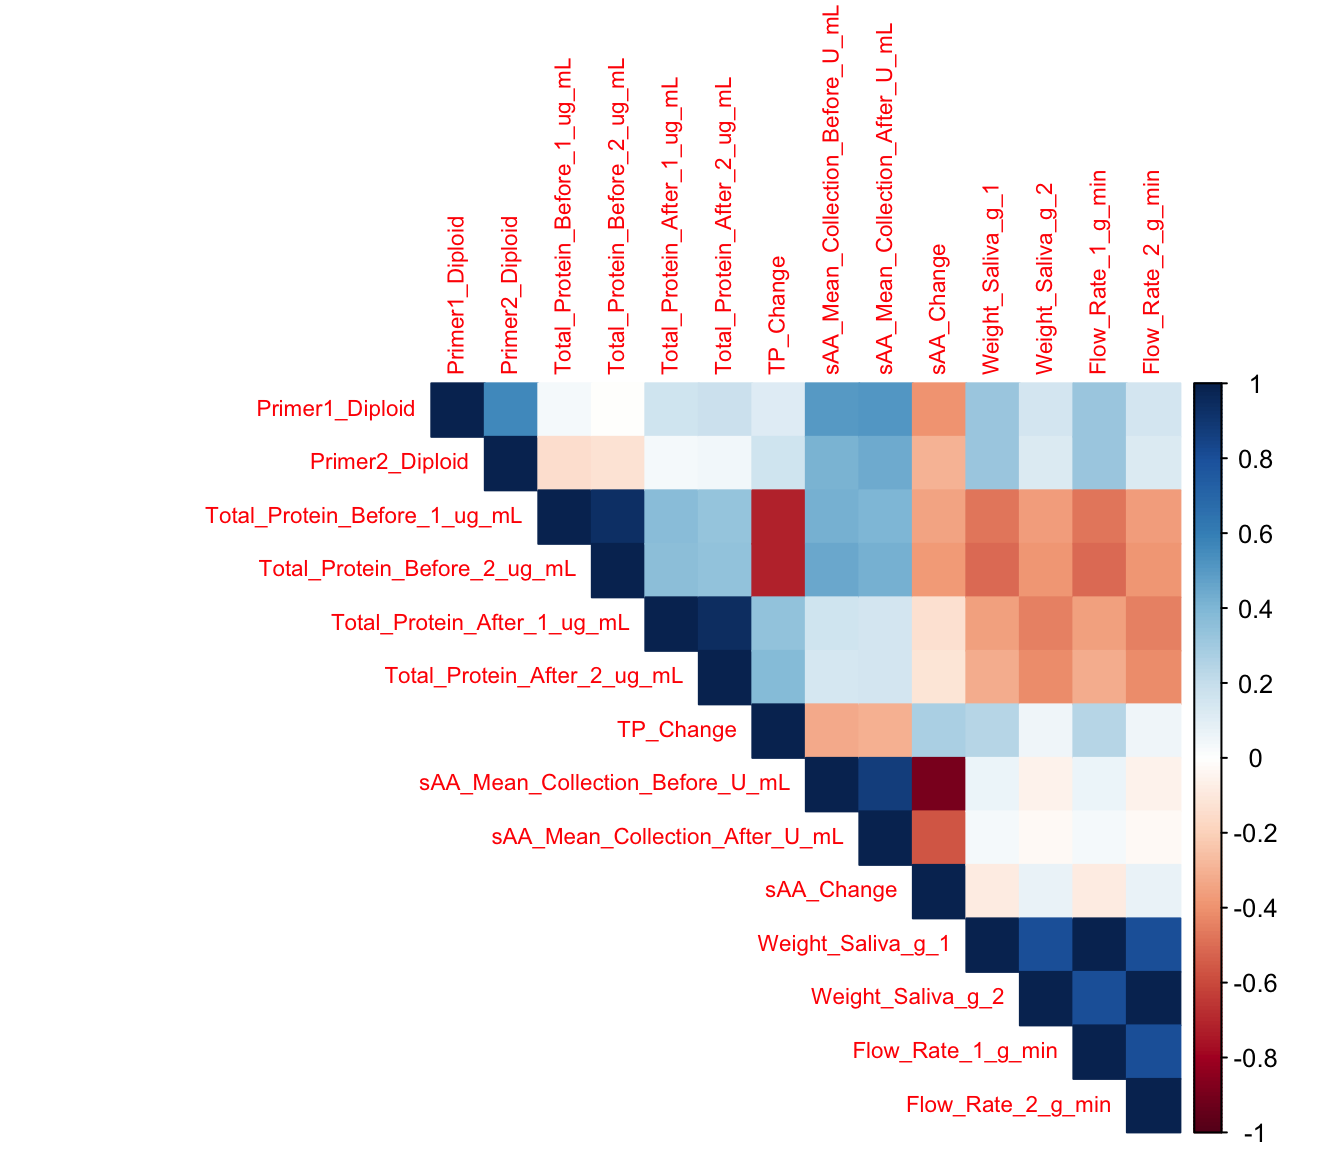 Primer1_Diploid
Primer2_Diploid
Total_Protein_Before_1_ug_mL
Total_Protein_Before_2_ug_mL
Total_Protein_After_1_ug_mL
Total_Protein_After_2_ug_mL
TP_Change
sAA_Mean_Collection_Before_U_mL
sAA_Mean_Collection_After_U_mL
sAA_Change
Weight_Saliva_g_1
Weight_Saliva_g_2
Flow_Rate_1_g_min
Flow_Rate_2_g_min
Primer1_Diploid
Primer2_Diploid
Total_Protein_Before_1_ug_mL
Total_Protein_Before_2_ug_mL
Total_Protein_After_1_ug_mL
Total_Protein_After_2_ug_mL
TP_Change
sAA_Mean_Collection_Before_U_mL
sAA_Mean_Collection_After_U_mL
sAA_Change
Weight_Saliva_g_1
Weight_Saliva_g_2
Flow_Rate_1_g_min
Flow_Rate_2_g_min
1
0.8
0.6
0.4
0.2
0
-0.2
-0.4
-0.6
-0.8
-1